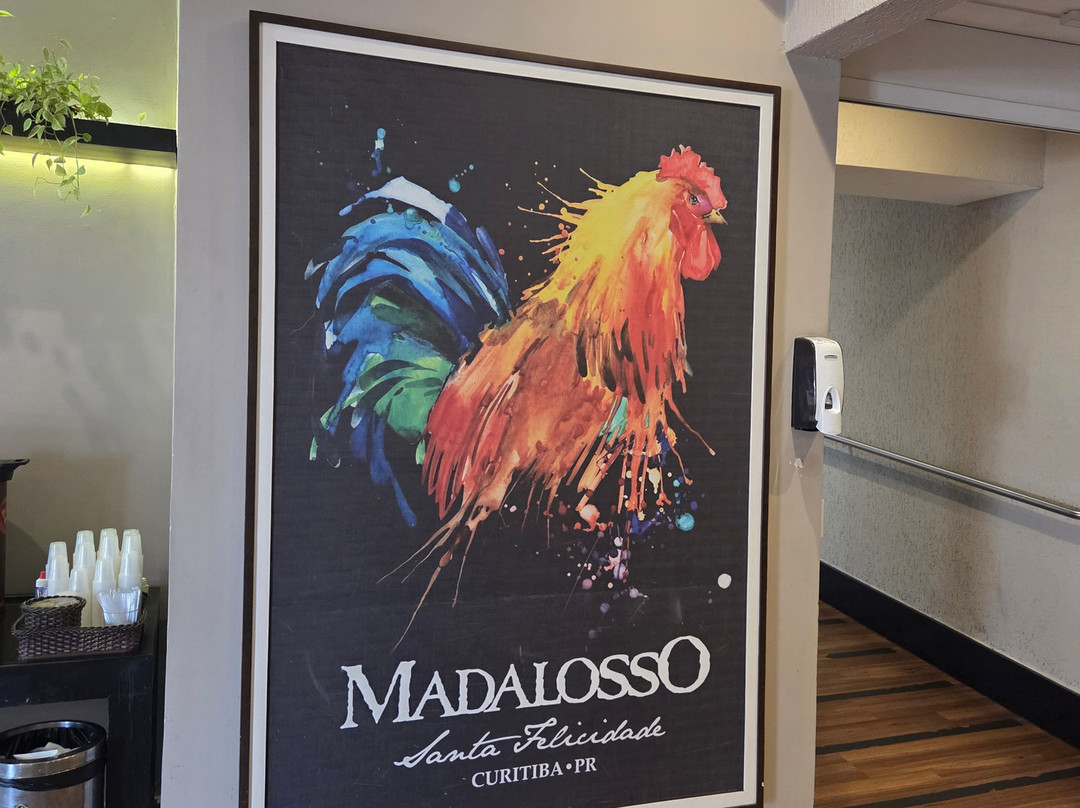 MADALOSSO
Santa Felicidade
CURITIBA • PR